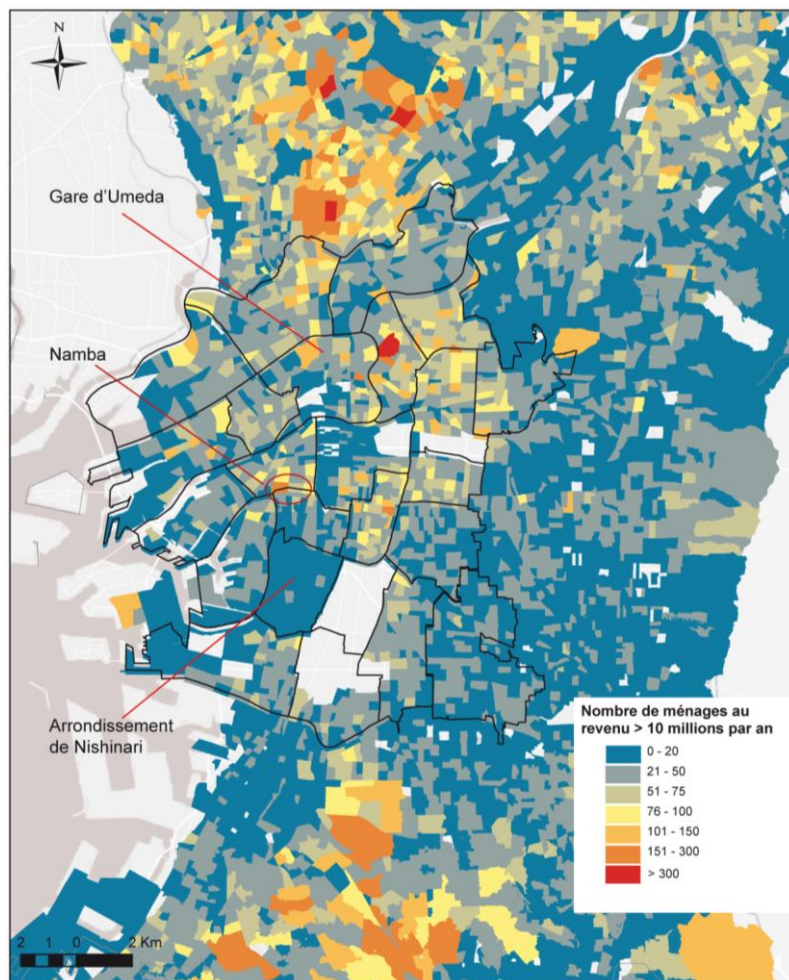 N
Gare d'Umeda
Namba
Arrondissement
de Nishinari
Nombre de ménages au
revenu > 10 millions par an
0 - 20
21 - 50
51 - 75
76 - 100
101 - 150
151 - 300
> 300
2 1 0 2 Km